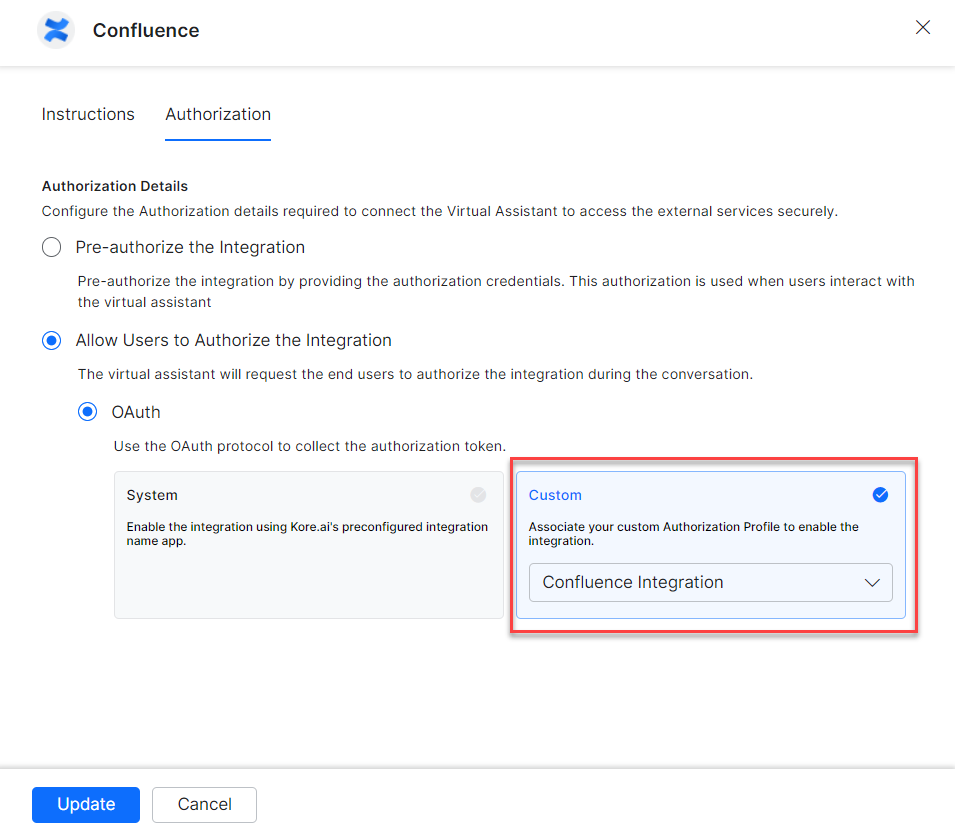 Confluence
Instructions
Authorization
Authorization Details
Configure the Authorization details required to connect the Virtual Assistant to access the external services securely.
Pre-authorize the Integration
Pre-authorize the integration by providing the authorization credentials. This authorization is used when users interact with
the virtual assistant
Allow Users to Authorize the Integration
The virtual assistant will request the end users to authorize the integration during the conversation.
OAuth
Use the OAuth protocol to collect the authorization token.
System
Enable the integration using Kore.ai's preconfigured integration
name app.
Custom
Associate your custom Authorization Profile to enable the
integration.
Confluence Integration
Update
Cancel